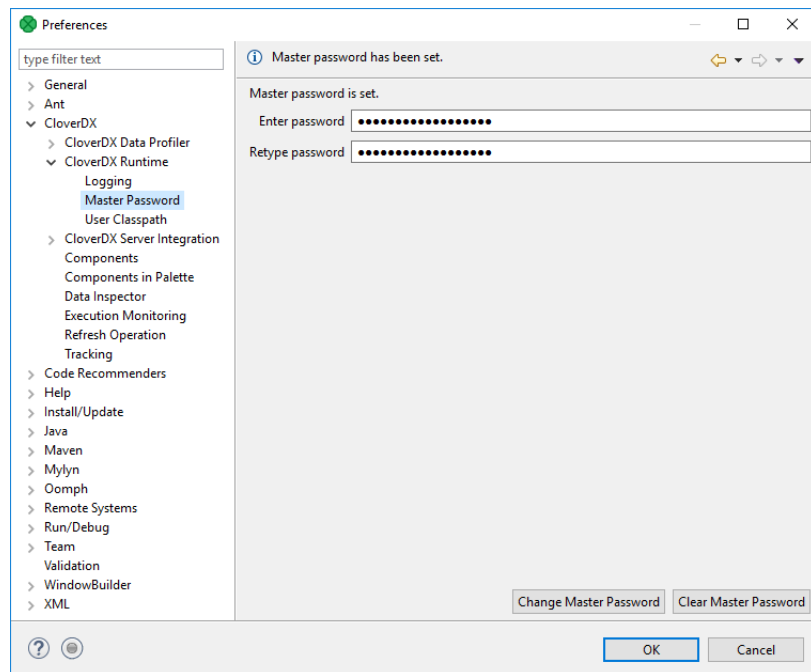 Preferences
type filter text
General
Ant
CloverDX
CloverDX Data Profiler
CloverDX Runtime
Logging
Master Password
User Classpath
CloverDX Server Integration
Components
Components in Palette
Data Inspector
Execution Monitoring
Refresh Operation
Tracking
Code Recommenders
Help
Install/Update
Java
Maven
Mylyn
Oomph
Remote Systems
Run/Debug
Team
Validation
WindowBuilder
XML
Master password has been set.
Master password is set.
Enter password ●●●●●●●●●●●●●●●●●●
Retype password ●●●●●●●●●●●●●●●●●●
Change Master Password Clear Master Password
OK Cancel